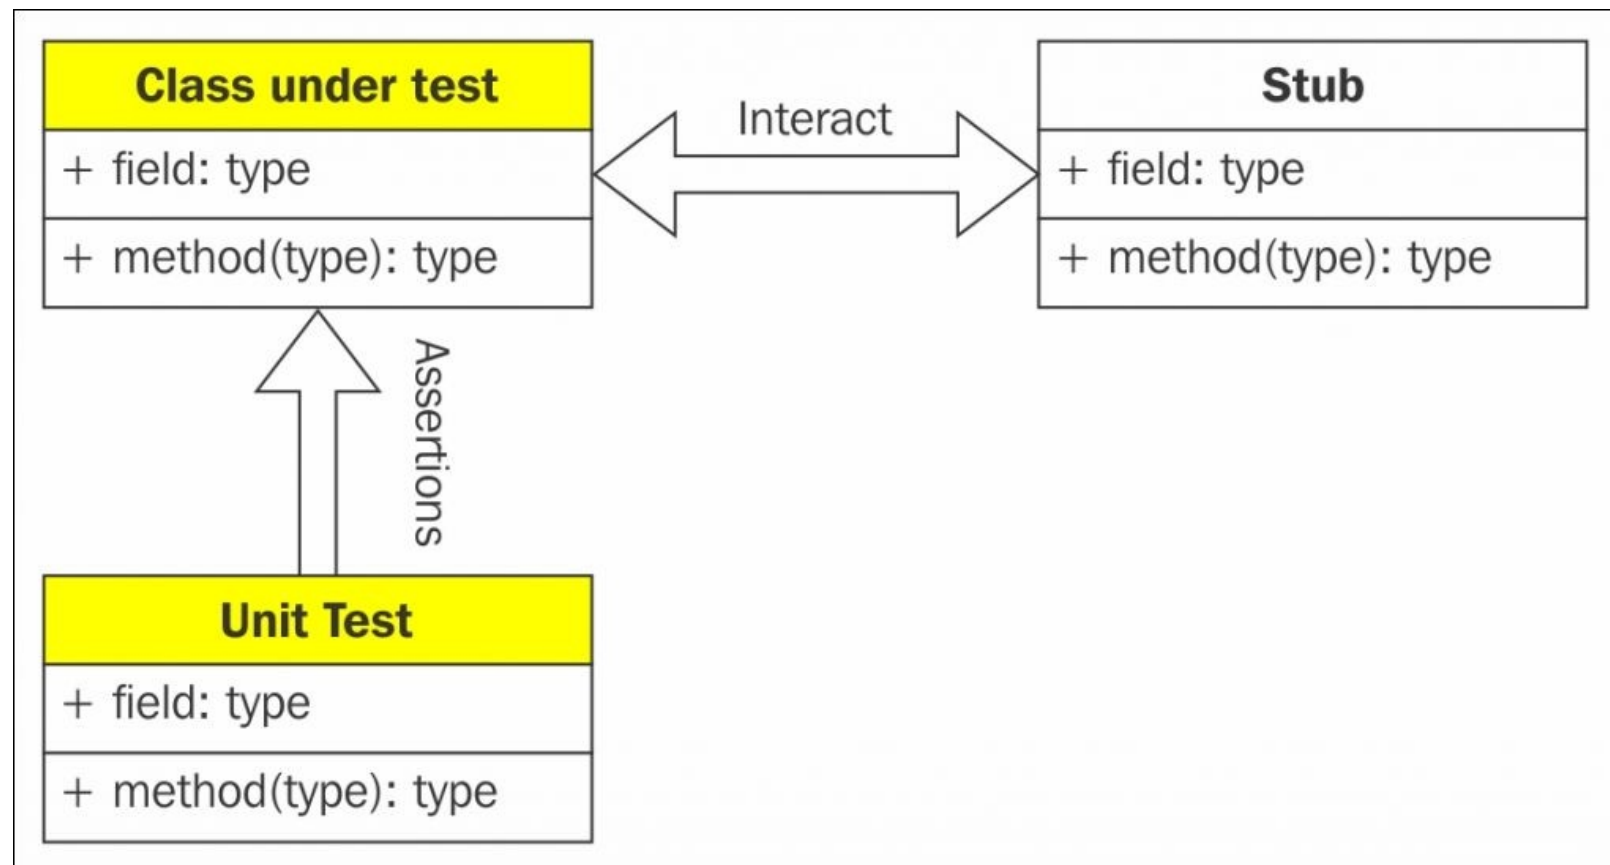 Class under test
+ field: type
+ method(type): type
Interact
Stub
+ field: type
+ method(type): type
Assertions
Unit Test
+ field: type
+ method(type): type